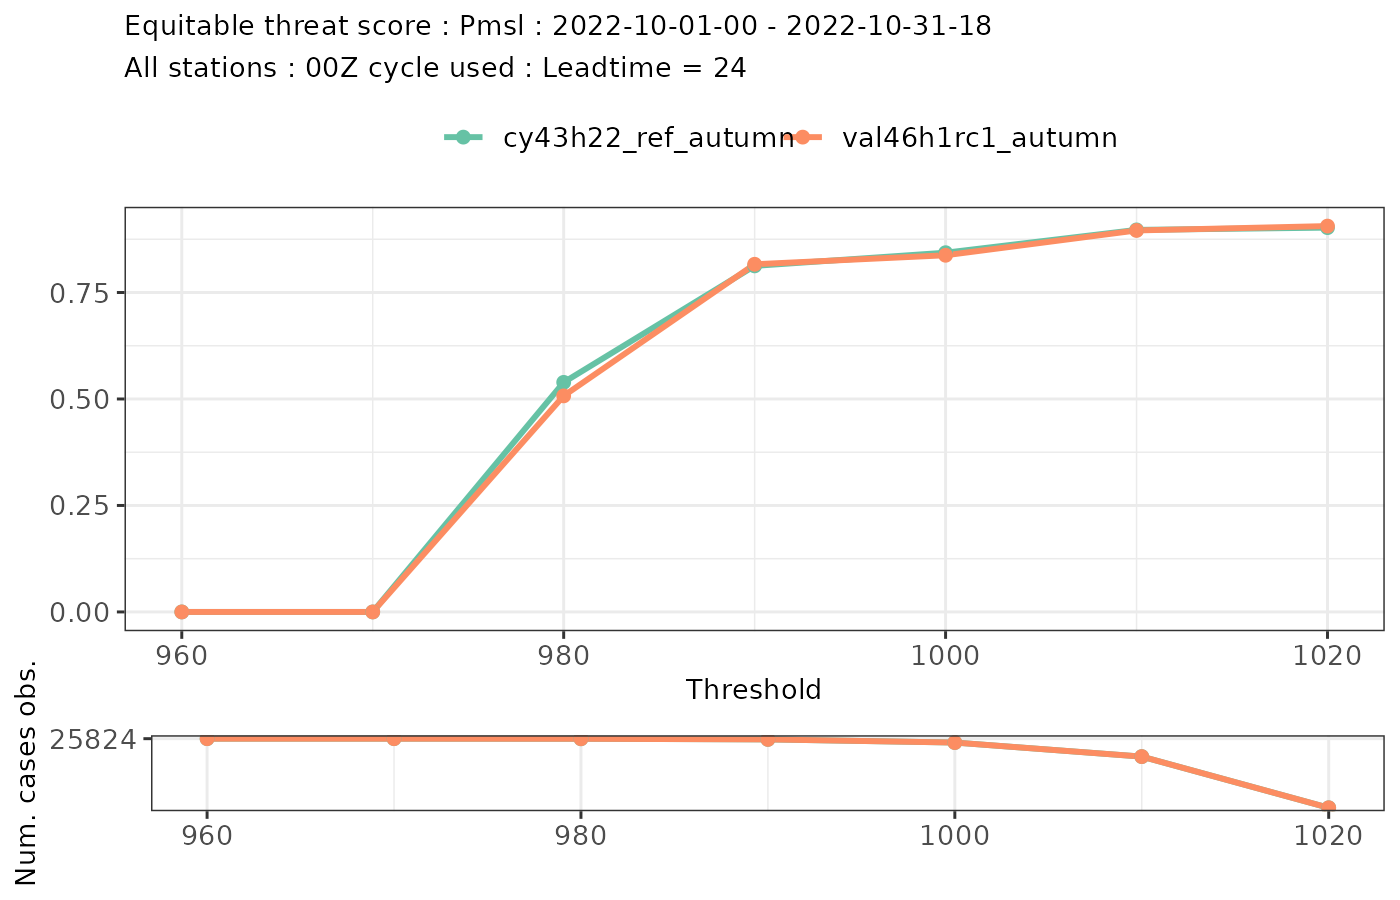 Equitable threat score : Pmsl : 2022-10-01-00 - 2022-10-31-18
All stations : 00Z cycle used : Leadtime = 24
cy43h22_ref_autumn val46h1rc1_autumn
0.75
0.50
0.25
0.00
960 980 1000 1020
Threshold
Num. cases obs.
25824
960 980 1000 1020